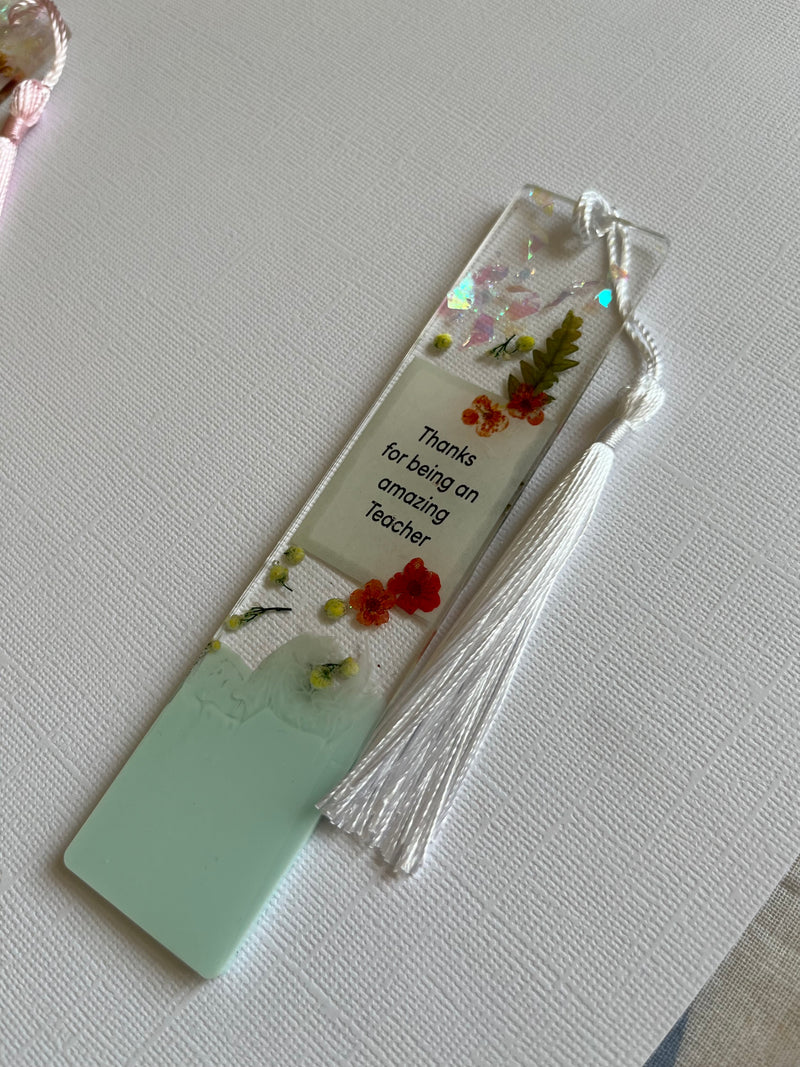 Thanks
for being an
amazing
Teacher